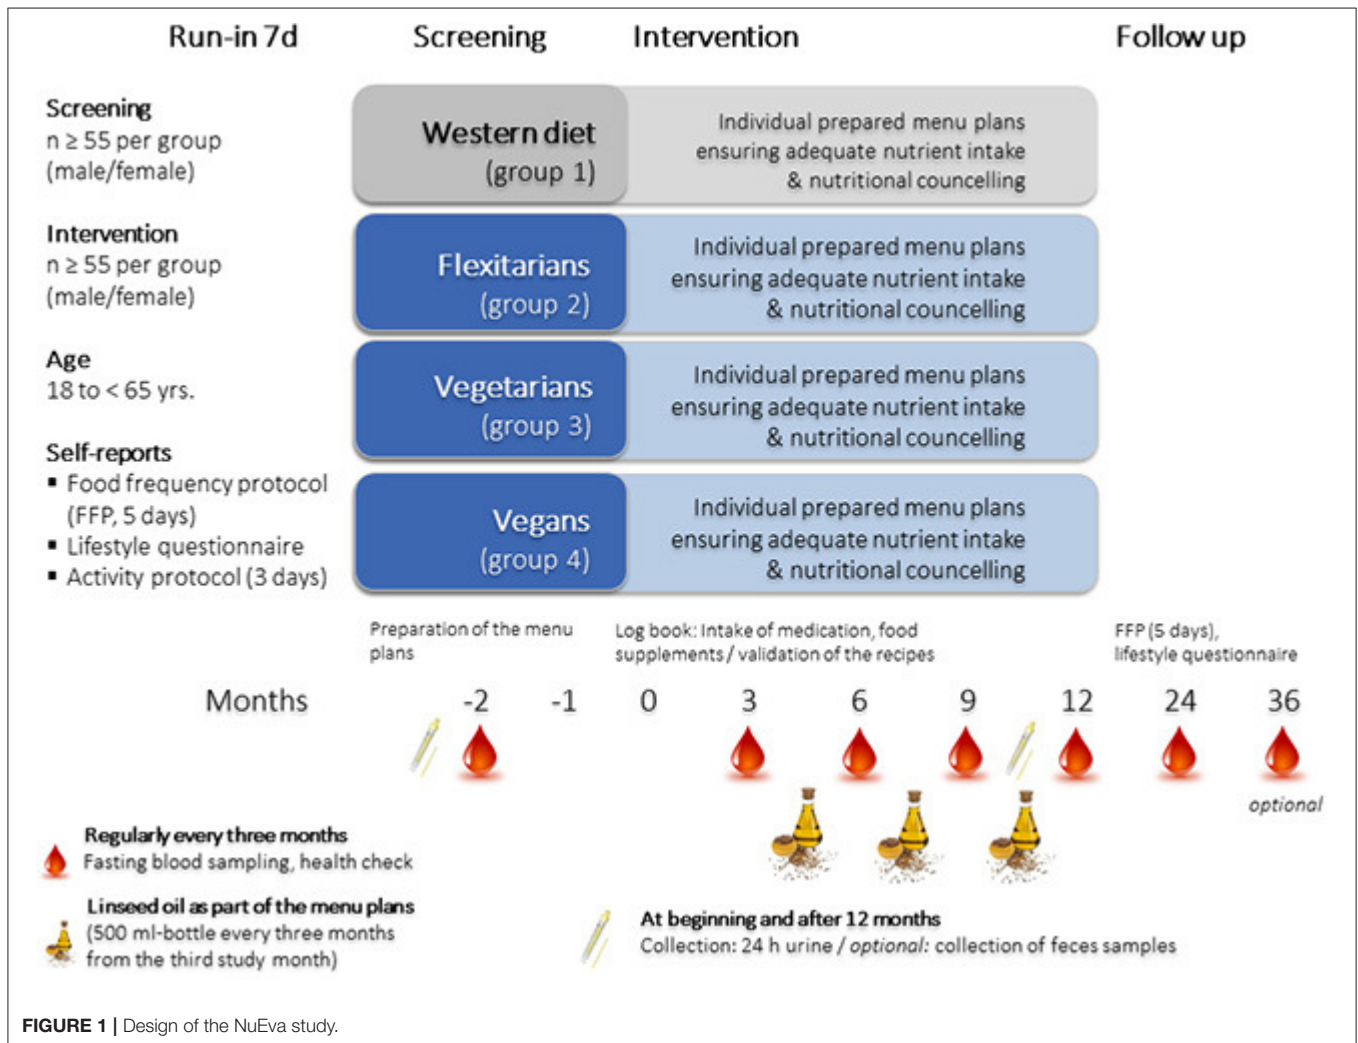 Run-in 7d
Screening
Intervention
Follow up
Screening
n ≥ 55 per group
(male/female)
Intervention
n ≥ 55 per group
(male/female)
Age
18 to < 65 yrs.
Self-reports
▪ Food frequency protocol
(FFP, 5 days)
▪ Lifestyle questionnaire
▪ Activity protocol (3 days)
Western diet
(group 1)
Individual prepared menu plans
ensuring adequate nutrient intake
& nutritional councelling
Flexitarians
(group 2)
Individual prepared menu plans
ensuring adequate nutrient intake
& nutritional councelling
Vegetarians
(group 3)
Individual prepared menu plans
ensuring adequate nutrient intake
& nutritional councelling
Vegans
(group 4)
Individual prepared menu plans
ensuring adequate nutrient intake
& nutritional councelling
Preparation of the menu
plans
Log book: Intake of medication, food
supplements / validation of the recipes
FFP (5 days),
lifestyle questionnaire
Months -2 -1 0 3 6 9 12 24 36
optional
Regularly every three months
Fasting blood sampling, health check
Linseed oil as part of the menu plans
(500 ml-bottle every three months
from the third study month)
At beginning and after 12 months
Collection: 24 h urine / optional: collection of feces samples
FIGURE 1 | Design of the NuEva study.